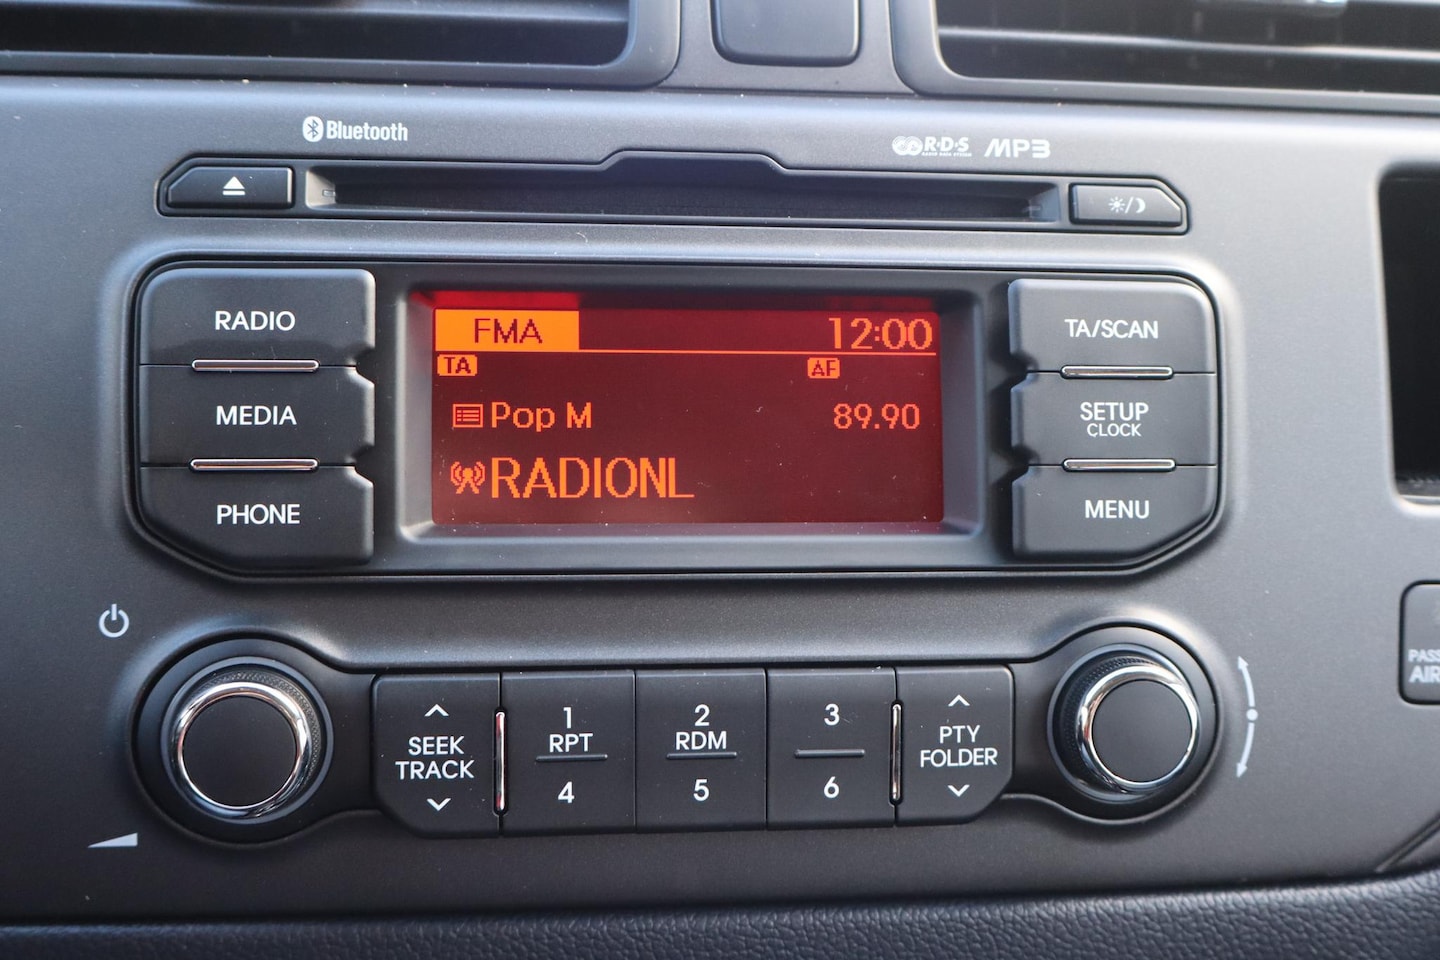 Bluetooth
R·D·S
MP3
RADIO
MEDIA
PHONE
FMA
12:00
TA
AF
Pop M
89.90
RADIONL
TA/SCAN
SETUP
CLOCK
MENU
SEEK
TRACK
1
RPT
4
2
RDM
5
3
6
PTY
FOLDER